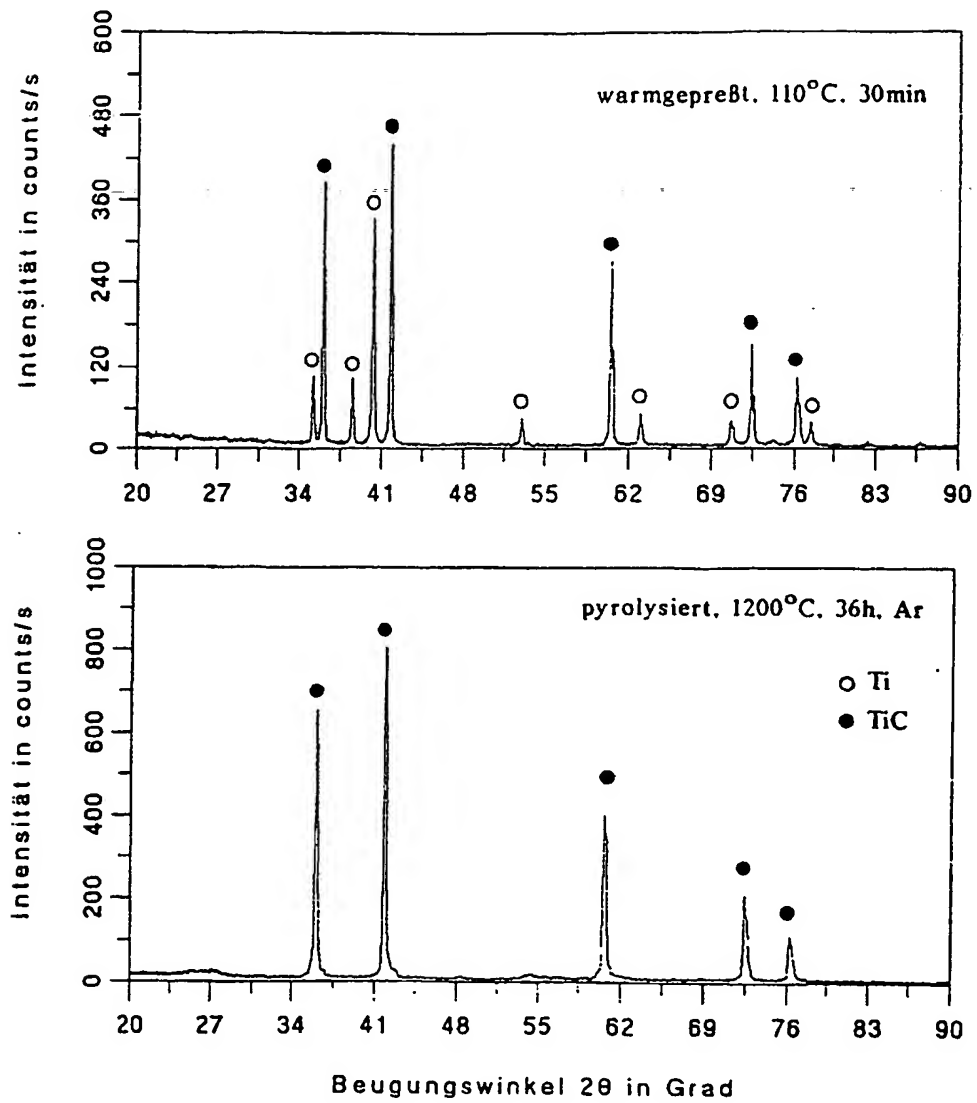 Intensität in counts/s
600
480
360
240
120
0
warmgepreßt, 110°C, 30min
20 27 34 41 48 55 62 69 76 83 90
Intensität in counts/s
1000
800
600
400
200
0
pyrolysiert, 1200°C, 36h, Ar
Ti
TiC
20 27 34 41 48 55 62 69 76 83 90
Beugungswinkel 2θ in Grad